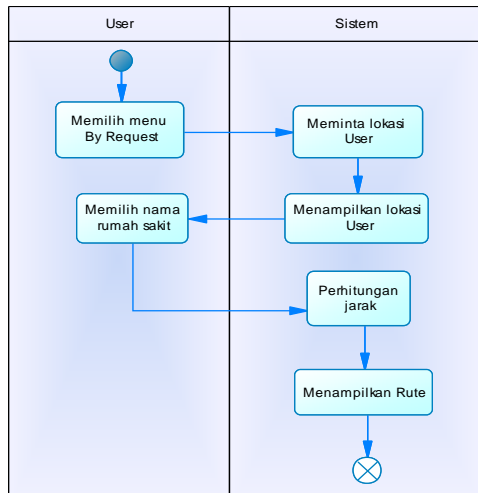 User
Sistem
Memilih menu
By Request
Meminta lokasi
User
Menampilkan lokasi
User
Memilih nama
rumah sakit
Perhitungan
jarak
Menampilkan Rute